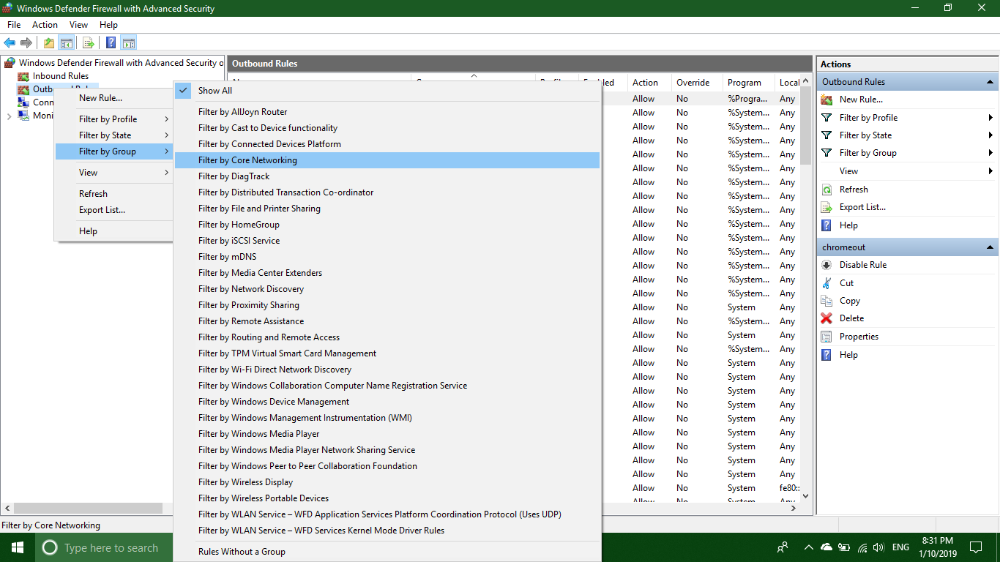 Windows Defender Firewall with Advanced Security
File Action View Help
Windows Defender Firewall with Advanced Security o
Inbound Rules
Outbound Rules
Conn
Moni
New Rule...
Filter by Profile
Filter by State
Filter by Group
View
Refresh
Export List...
Help
Outbound Rules
Action Override Program Local
Show All
Filter by AllJoyn Router
Filter by Cast to Device functionality
Filter by Connected Devices Platform
Filter by Core Networking
Filter by DiagTrack
Filter by Distributed Transaction Co-ordinator
Filter by File and Printer Sharing
Filter by HomeGroup
Filter by iSCSI Service
Filter by mDNS
Filter by Media Center Extenders
Filter by Network Discovery
Filter by Proximity Sharing
Filter by Remote Assistance
Filter by Routing and Remote Access
Filter by TPM Virtual Smart Card Management
Filter by Wi-Fi Direct Network Discovery
Filter by Windows Collaboration Computer Name Registration Service
Filter by Windows Device Management
Filter by Windows Management Instrumentation (WMI)
Filter by Windows Media Player
Filter by Windows Media Player Network Sharing Service
Filter by Windows Peer to Peer Collaboration Foundation
Filter by Wireless Display
Filter by Wireless Portable Devices
Filter by WLAN Service – WFD Application Services Platform Coordination Protocol (Uses UDP)
Filter by WLAN Service – WFD Services Kernel Mode Driver Rules
Rules Without a Group
Allow No %Progra... Any
Allow No %System... Any
Allow No %System... Any
Allow No %System... Any
Allow No %System... Any
Allow No %System... Any
Allow No %System... Any
Allow No %System... Any
Allow No %System... Any
Allow No %System... Any
Allow No %System... Any
Allow No %System... Any
Allow No %System... Any
Allow No %System... Any
Allow No %System... Any
Allow No System Any
Allow No %System... Any
Allow No System Any
Allow No %System... Any
Allow No System Any
Allow No System Any
Allow No System Any
Allow No System Any
Allow No System Any
Allow No System Any
Allow No System Any
Allow No System Any
Allow No System Any
Allow No System fe80::
Allow No System Any
Actions
Outbound Rules
New Rule...
Filter by Profile
Filter by State
Filter by Group
View
Refresh
Export List...
Help
chromeout
Disable Rule
Cut
Copy
Delete
Properties
Help
Filter by Core Networking
Type here to search
ENG
8:31 PM
1/10/2019